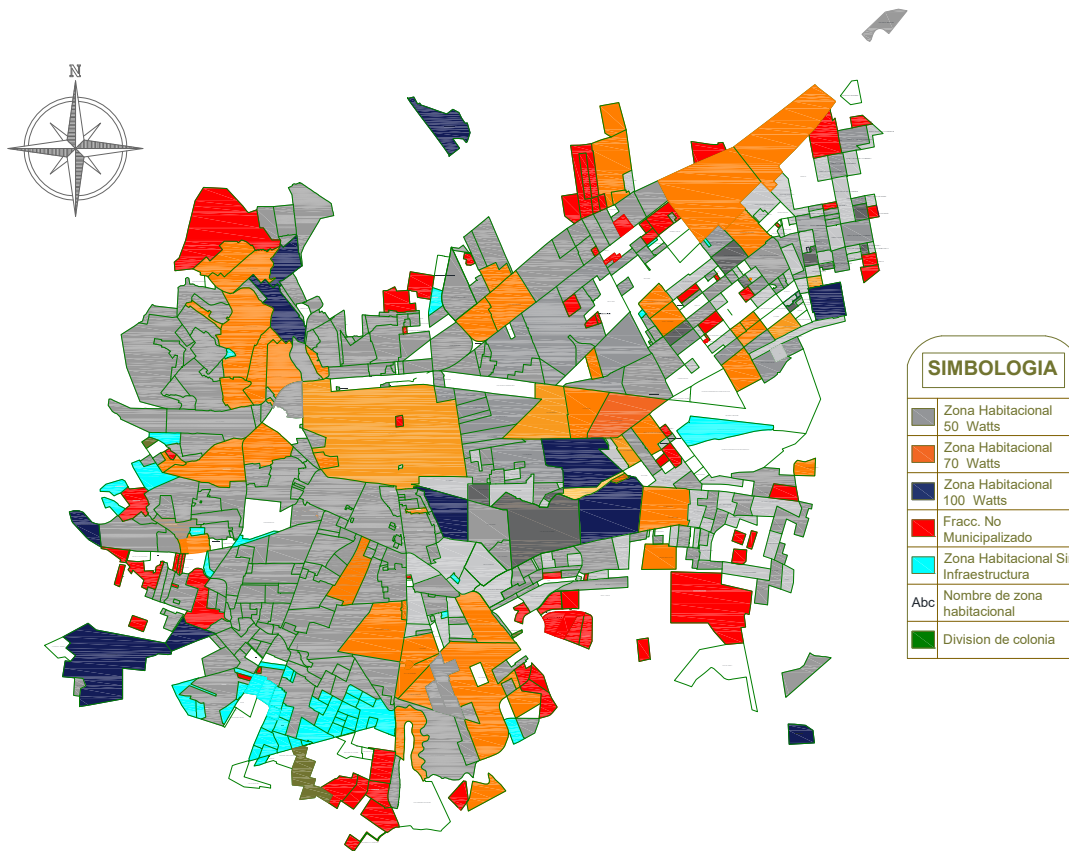 N
SIMBOLOGIA
Zona Habitacional
50 Watts
Zona Habitacional
70 Watts
Zona Habitacional
100 Watts
Fracc. No
Municipalizado
Zona Habitacional Si
Infraestructura
Abc
Nombre de zona
habitacional
Division de colonia